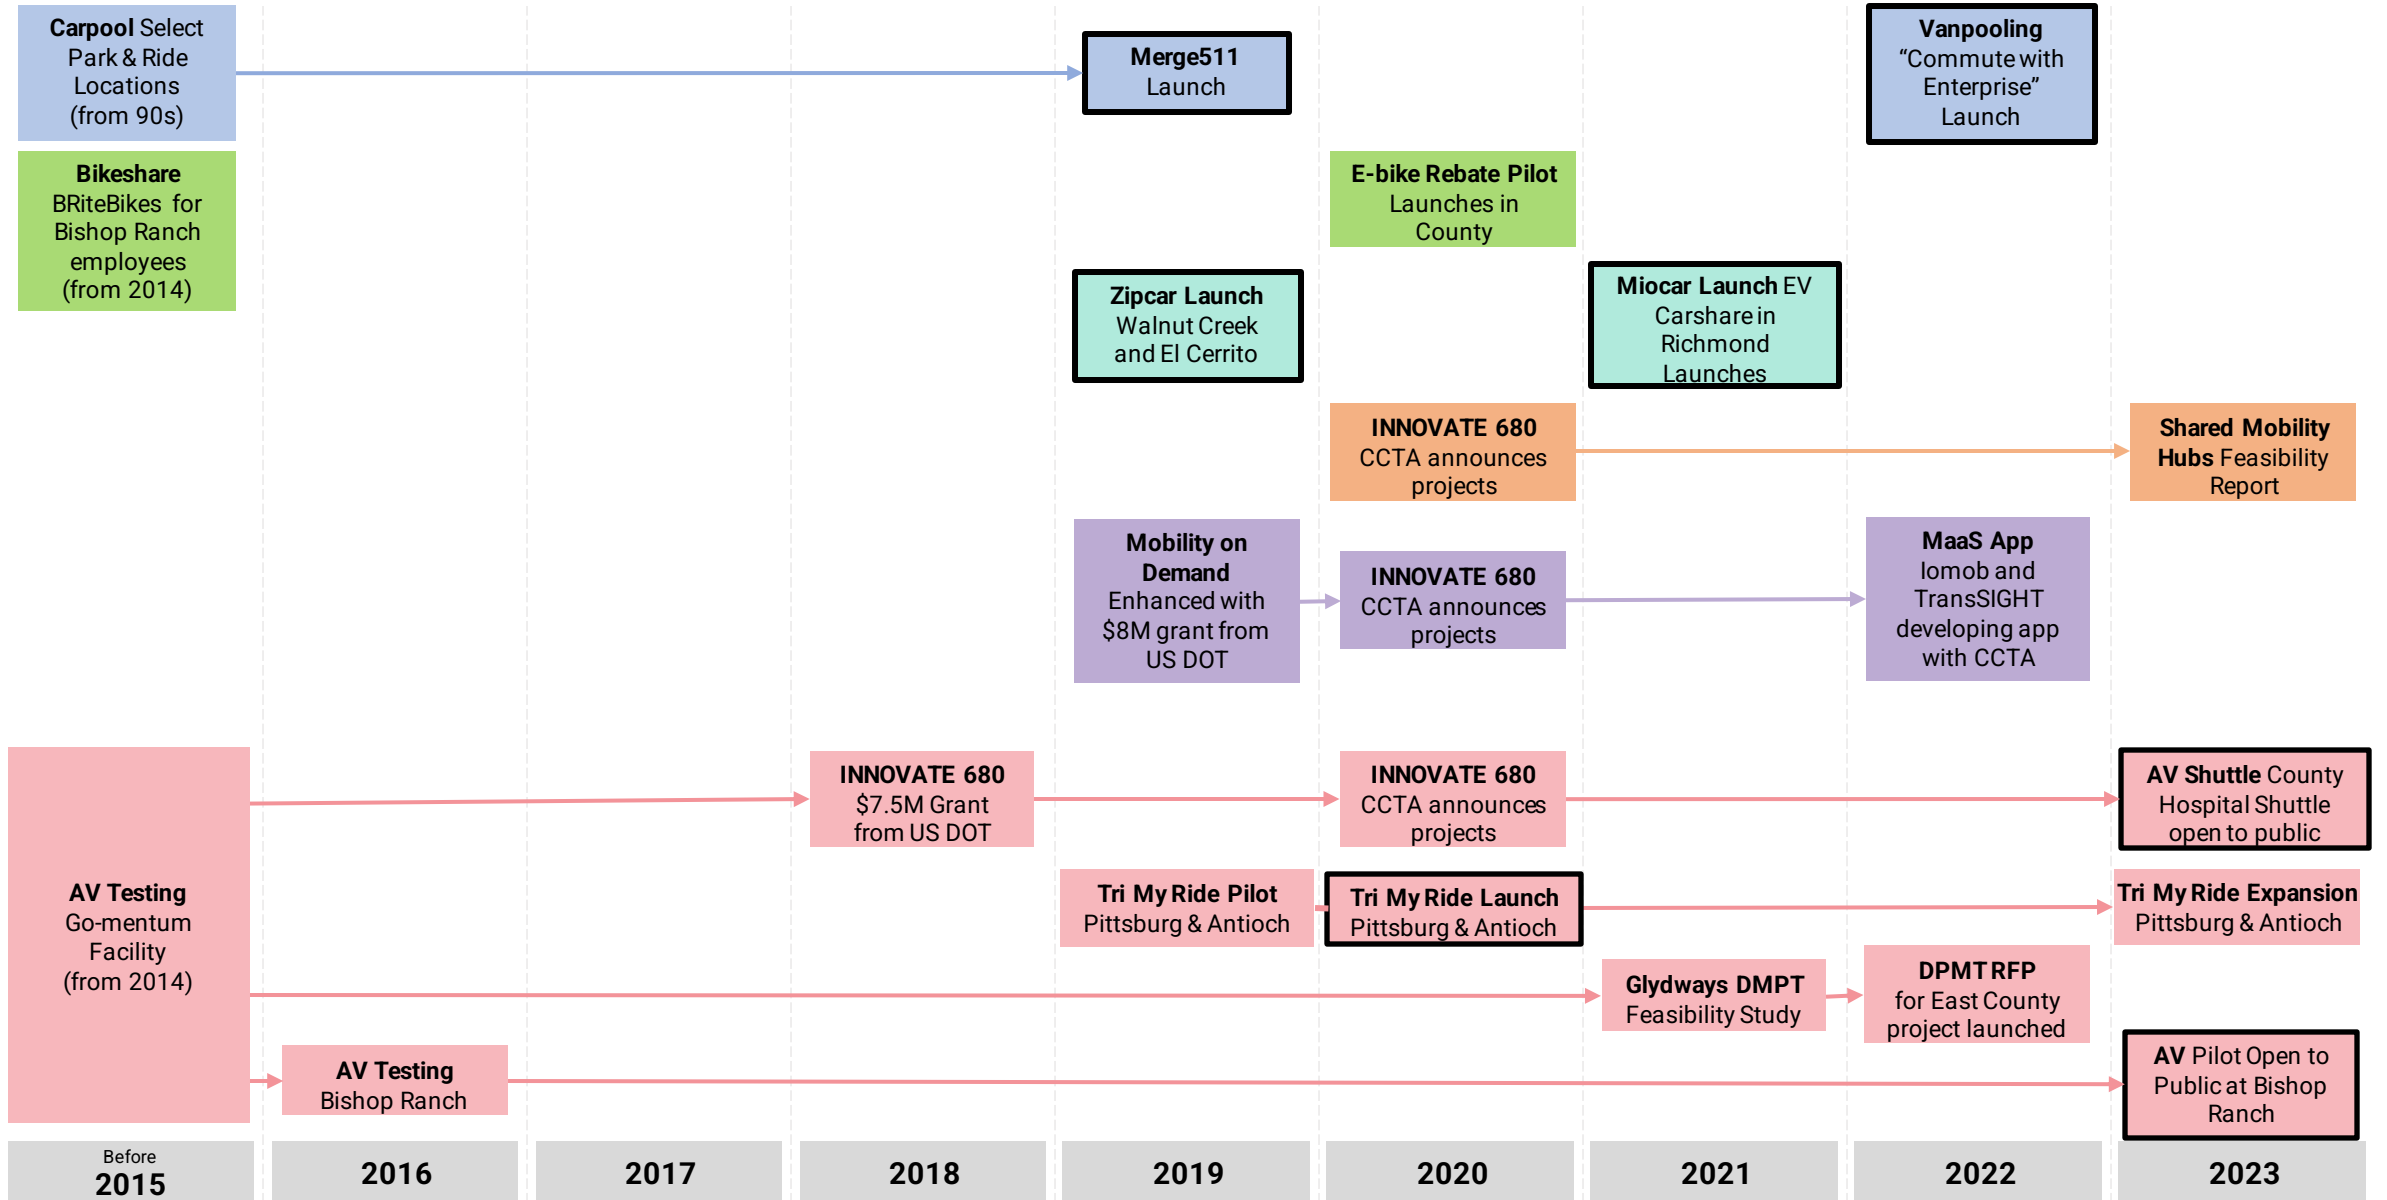 Carpool Select
Park & Ride
Locations
(from 90s)
Merge511
Launch
Vanpooling
“Commute with
Enterprise”
Launch
Bikeshare
BRiteBikes for
Bishop Ranch
employees
(from 2014)
E-bike Rebate Pilot
Launches in
County
Zipcar Launch
Walnut Creek
and El Cerrito
Miocar Launch EV
Carshare in
Richmond
Launches
INNOVATE 680
CCTA announces
projects
Shared Mobility
Hubs Feasibility
Report
Mobility on
Demand
Enhanced with
$8M grant from
US DOT
INNOVATE 680
CCTA announces
projects
MaaS App
Iomob and
TransSIGHT
developing app
with CCTA
AV Testing
Go-mentum
Facility
(from 2014)
INNOVATE 680
$7.5M Grant
from US DOT
INNOVATE 680
CCTA announces
projects
AV Shuttle County
Hospital Shuttle
open to public
Tri My Ride Pilot
Pittsburg & Antioch
Tri My Ride Launch
Pittsburg & Antioch
Tri My Ride Expansion
Pittsburg & Antioch
Glydways DMPT
Feasibility Study
DPMT RFP
for East County
project launched
AV Testing
Bishop Ranch
AV Pilot Open to
Public at Bishop
Ranch
Before
2015
2016
2017
2018
2019
2020
2021
2022
2023